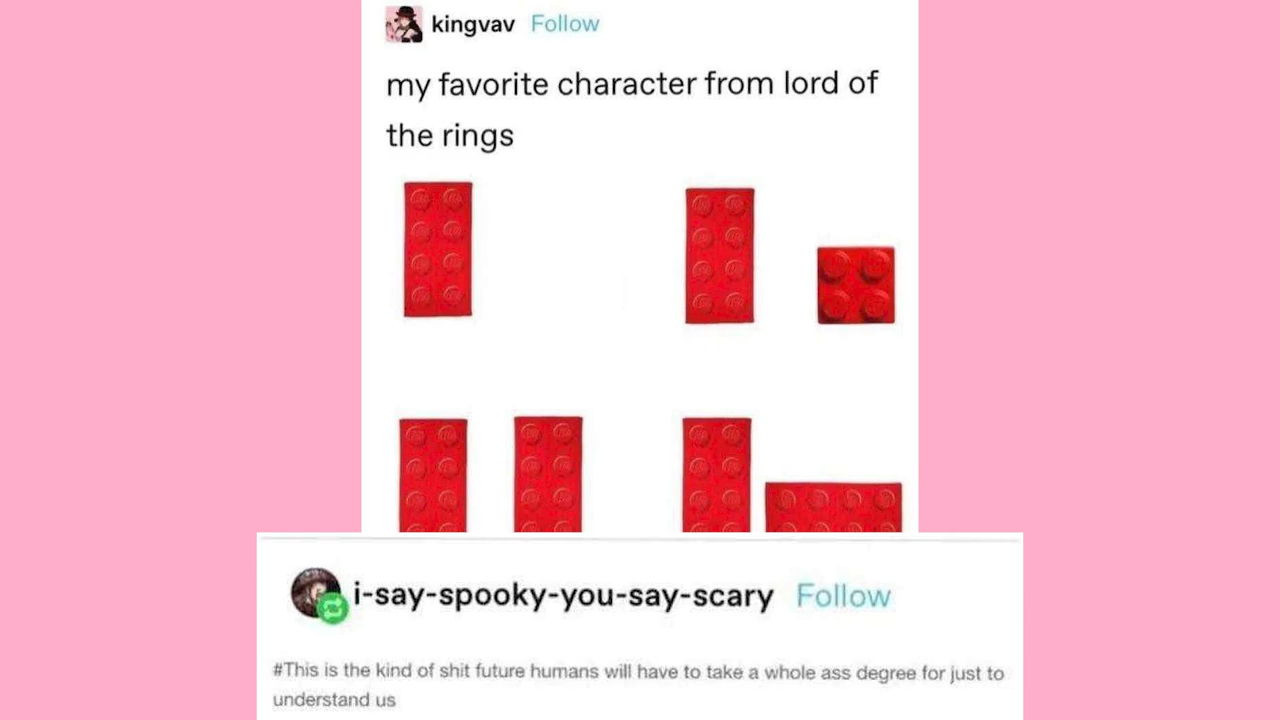 kingvav Follow
my favorite character from lord of
the rings
i-say-spooky-you-say-scary Follow
#This is the kind of shit future humans will have to take a whole ass degree for just to
understand us